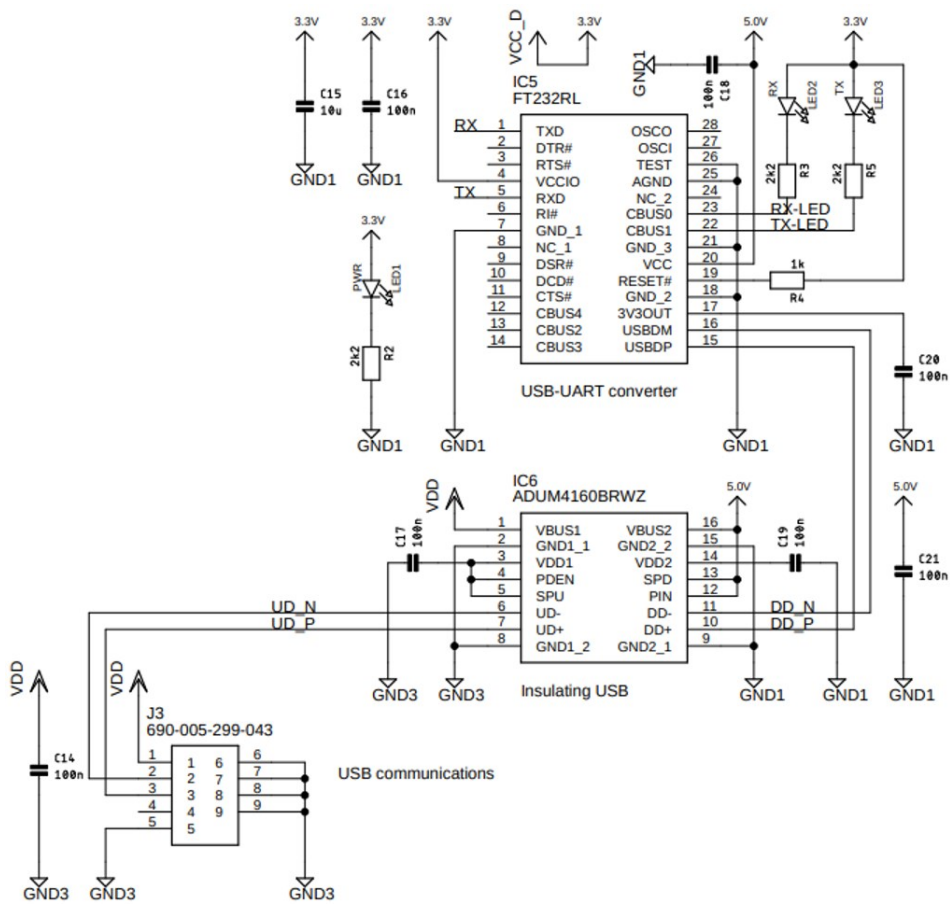 3.3V 3.3V 3.3V VCC_D 3.3V 5.0V 3.3V
C15 10u
C16 100n
GND1
100n C18
RX LED2
TX LED3
GND1 GND1
IC5
FT232RL
RX 1 TXD OSCO 28
2 DTR# OSCI 27
3 RTS# TEST 26
4 VCCIO AGND 25
TX 5 RXD NC_2 24
6 RI# CBUS0 23 RX-LED
7 GND_1 CBUS1 22 TX-LED
8 NC_1 GND_3 21
9 DSR# VCC 20
10 DCD# RESET# 19
11 CTS# GND_2 18
12 CBUS4 3V3OUT 17
13 CBUS2 USBDM 16
14 CBUS3 USBDP 15
2k2 R3
2k2 R5
1k
R4
3.3V
PWR LED1
2k2 R2
C20
100n
USB-UART converter
GND1 GND1 GND1 GND1
IC6
ADUM4160BRWZ
VDD
5.0V 5.0V
C17 100n
C19 100n
C21
100n
1 VBUS1 VBUS2 16
2 GND1_1 GND2_2 15
3 VDD1 VDD2 14
4 PDEN SPD 13
5 SPU PIN 12
UD_N 6 UD- DD- 11 DD_N
UD_P 7 UD+ DD+ 10 DD_P
8 GND1_2 GND2_1 9
GND3 GND3 Insulating USB GND1 GND1 GND1
VDD VDD
J3
690-005-299-043
C14
100n
1 1 6 6
2 2 7 7
3 3 8 8
4 4 9 9
5 5
USB communications
GND3 GND3 GND3